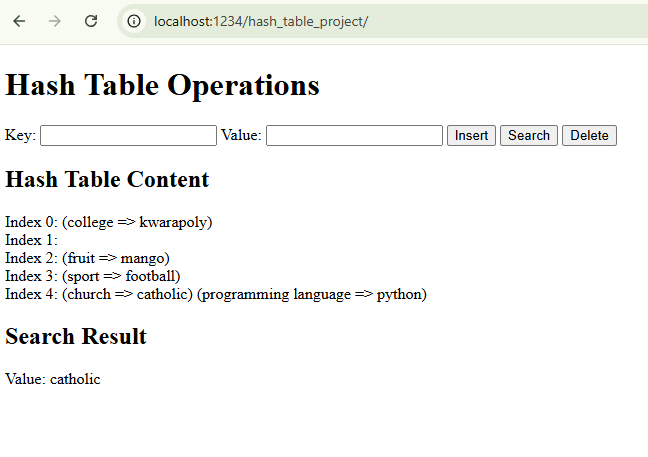 localhost:1234/hash_table_project/
Hash Table Operations
Key: Value: Insert Search Delete
Hash Table Content
Index 0: (college => kwarapoly)
Index 1:
Index 2: (fruit => mango)
Index 3: (sport => football)
Index 4: (church => catholic) (programming language => python)
Search Result
Value: catholic